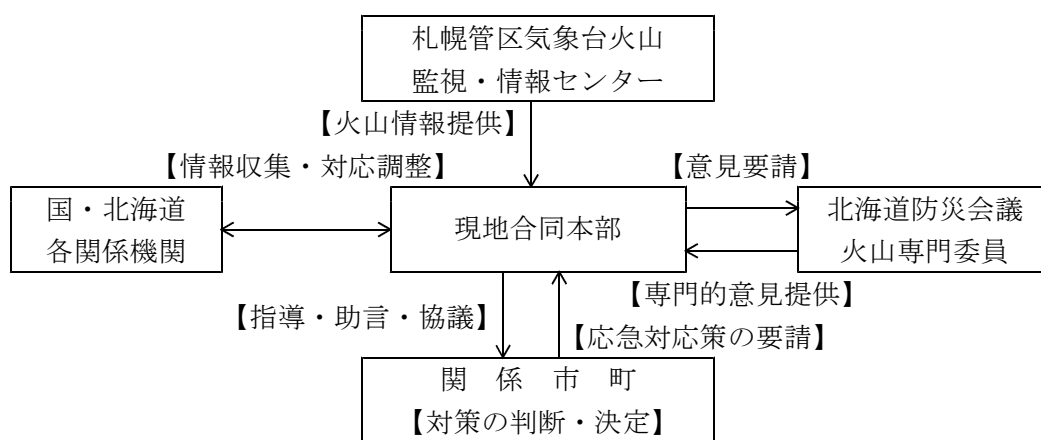 札幌管区気象台火山
監視・情報センター
【火山情報提供】
【情報収集・対応調整】
【意見要請】
国・北海道
各関係機関
現地合同本部
北海道防災会議
火山専門委員
【専門的意見提供】
【指導・助言・協議】
【応急対応策の要請】
関係市町
【対策の判断・決定】